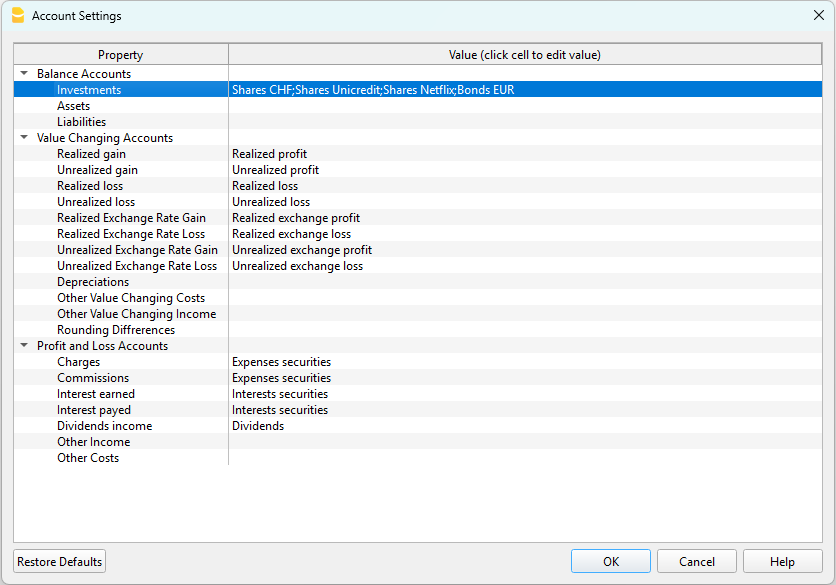 Account Settings
Property Value (click cell to edit value)
Balance Accounts
Investments Shares CHF;Shares Unicredit;Shares Netflix;Bonds EUR
Assets
Liabilities
Value Changing Accounts
Realized gain Realized profit
Unrealized gain Unrealized profit
Realized loss Realized loss
Unrealized loss Unrealized loss
Realized Exchange Rate Gain Realized exchange profit
Realized Exchange Rate Loss Realized exchange loss
Unrealized Exchange Rate Gain Unrealized exchange profit
Unrealized Exchange Rate Loss Unrealized exchange loss
Depreciations
Other Value Changing Costs
Other Value Changing Income
Rounding Diffrerences
Profit and Loss Accounts
Charges Expenses securities
Commissions Expenses securities
Interest earned Interests securities
Interest payed Interests securities
Dividends income Dividends
Other Income
Other Costs
Restore Defaults OK Cancel Help